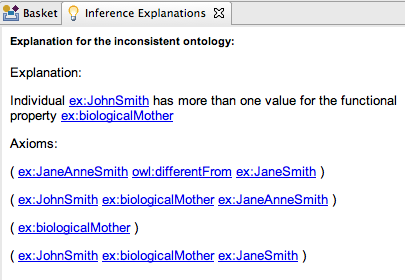 Basket Inference Explanations
Explanation for the inconsistent ontology:
Explanation:
Individual ex:JohnSmith has more than one value for the functional
property ex:biologicalMother
Axioms:
( ex:JaneAnneSmith owl:differentFrom ex:JaneSmith )
( ex:JohnSmith ex:biologicalMother ex:JaneAnneSmith )
( ex:biologicalMother )
( ex:JohnSmith ex:biologicalMother ex:JaneSmith )